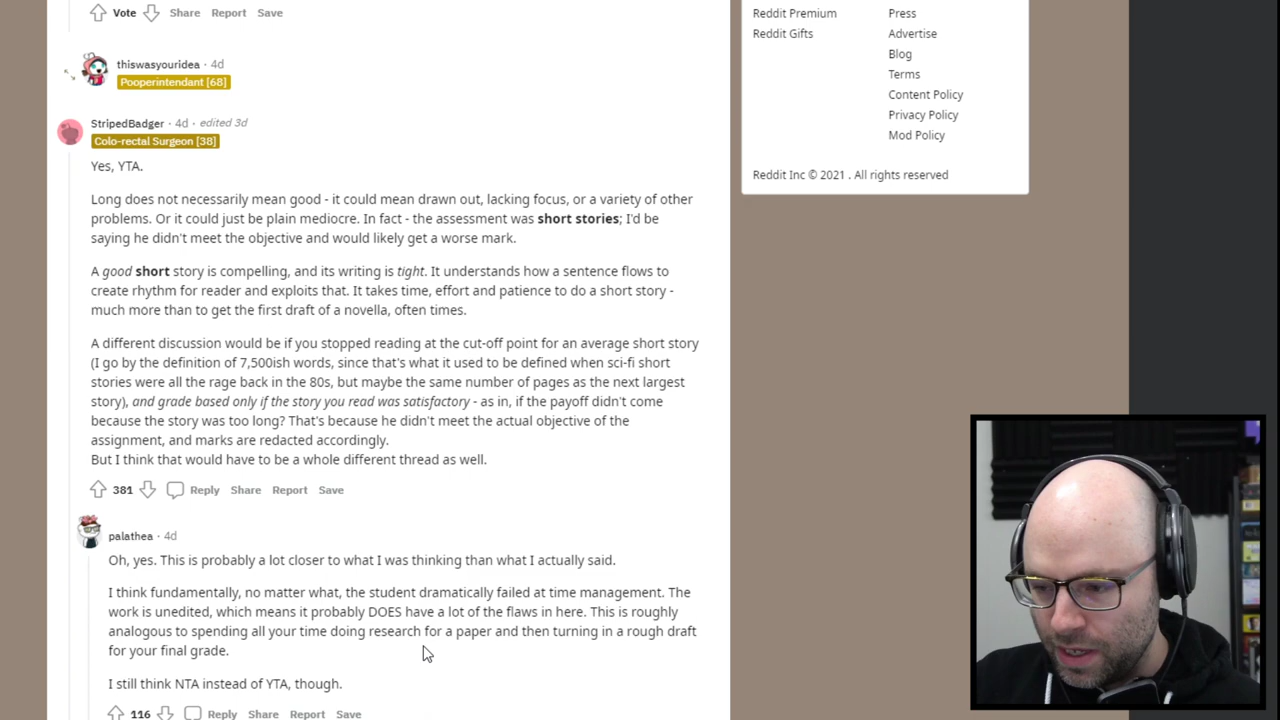 Vote Share Report Save
thiswasyouridea · 4d
Pooperintendant [68]
StripedBadger · 4d · edited 3d
Colo-rectal Surgeon [38]
Yes, YTA.
Long does not necessarily mean good - it could mean drawn out, lacking focus, or a variety of other
problems. Or it could just be plain mediocre. In fact - the assessment was short stories; I'd be
saying he didn't meet the objective and would likely get a worse mark.
A good short story is compelling, and its writing is tight. It understands how a sentence flows to
create rhythm for reader and exploits that. It takes time, effort and patience to do a short story -
much more than to get the first draft of a novella, often times.
A different discussion would be if you stopped reading at the cut-off point for an average short story
(I go by the definition of 7,500ish words, since that's what it used to be defined when sci-fi short
stories were all the rage back in the 80s, but maybe the same number of pages as the next largest
story), and grade based only if the story you read was satisfactory - as in, if the payoff didn't come
because the story was too long? That's because he didn't meet the actual objective of the
assignment, and marks are redacted accordingly.
But I think that would have to be a whole different thread as well.
381 Reply Share Report Save
palathea · 4d
Oh, yes. This is probably a lot closer to what I was thinking than what I actually said.
I think fundamentally, no matter what, the student dramatically failed at time management. The
work is unedited, which means it probably DOES have a lot of the flaws in here. This is roughly
analogous to spending all your time doing research for a paper and then turning in a rough draft
for your final grade.
I still think NTA instead of YTA, though.
116 Reply Share Report Save
Reddit Premium
Reddit Gifts
Press
Advertise
Blog
Terms
Content Policy
Privacy Policy
Mod Policy
Reddit Inc © 2021 . All rights reserved